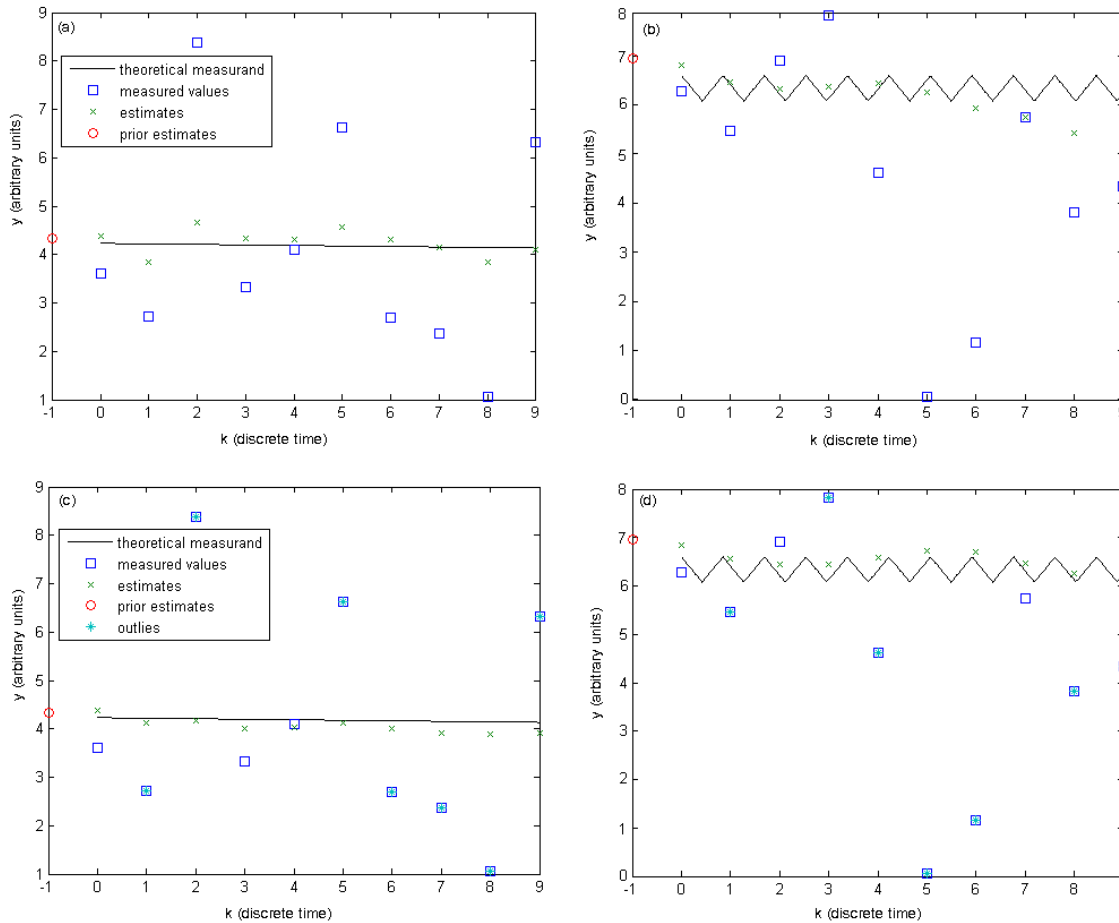 (a)
theoretical measurand
measured values
estimates
prior estimates
y (arbitrary units)
9
8
7
6
5
4
3
2
1
-1 0 1 2 3 4 5 6 7 8 9
k (discrete time)
(b)
y (arbitrary units)
8
7
6
5
4
3
2
1
0
-1 0 1 2 3 4 5 6 7 8
k (discrete time)
(c)
theoretical measurand
measured values
estimates
prior estimates
outlies
y (arbitrary units)
9
8
7
6
5
4
3
2
1
-1 0 1 2 3 4 5 6 7 8 9
k (discrete time)
(d)
y (arbitrary units)
8
7
6
5
4
3
2
1
0
-1 0 1 2 3 4 5 6 7 8
k (discrete time)